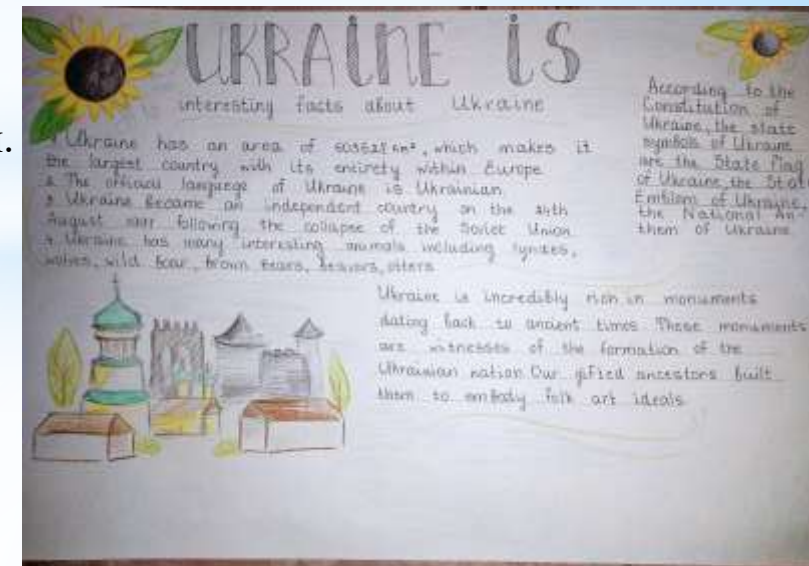 к.
UKRAINE IS
interesting facts about Ukraine
Ukraine has an area of 603628 km², which makes it
the largest country with its entirety within Europe
2 The official language of Ukraine is Ukrainian
3 Ukraine became an independent country on the 24th
August following the collapse of the Soviet Union
4 Ukraine has many interesting animals including lynxes,
wolves, wild boar, brown bears, beavers, otters
According to the
Constitution of
Ukraine, the state
symbols of Ukraine
are the State Flag
of Ukraine, the Stat
Emblem of Ukraine,
the National An-
them of Ukraine
Ukraine is incredibly rich in monuments
dating back to ancient times These monuments
are witnesses of the formation of the
Ukrainian nation. Our gifted ancestors built
them to embody folk art ideals